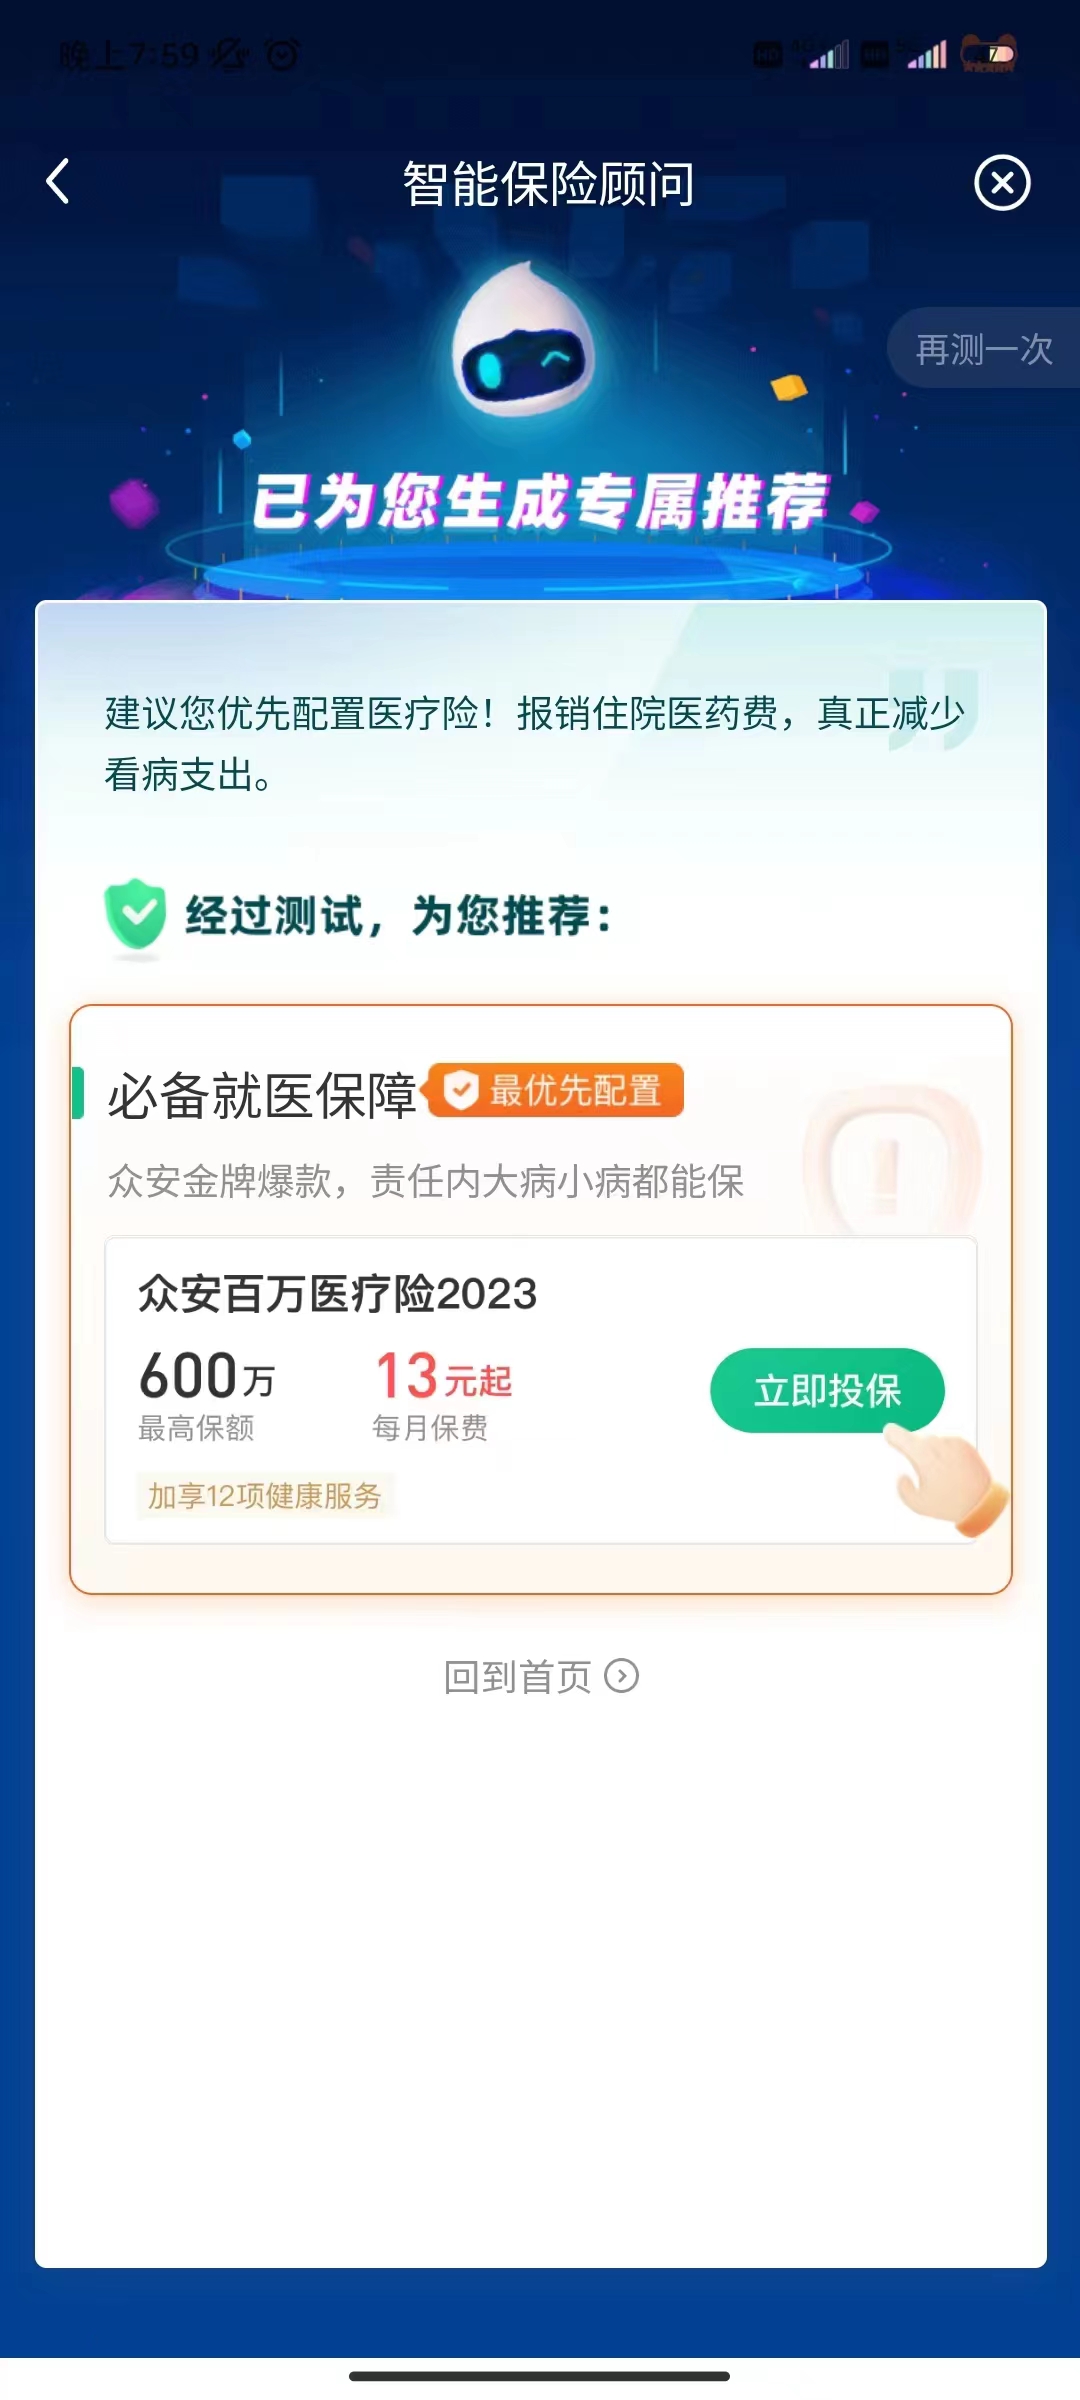 晚上7:59
智能保险顾问
再测一次
已为您生成专属推荐
建议您优先配置医疗险！报销住院医药费，真正减少
看病支出。
经过测试，为您推荐：
必备就医保障 最优先配置
众安金牌爆款，责任内大病小病都能保
众安百万医疗险2023
600万 13元起
最高保额 每月保费
立即投保
加享12项健康服务
回到首页